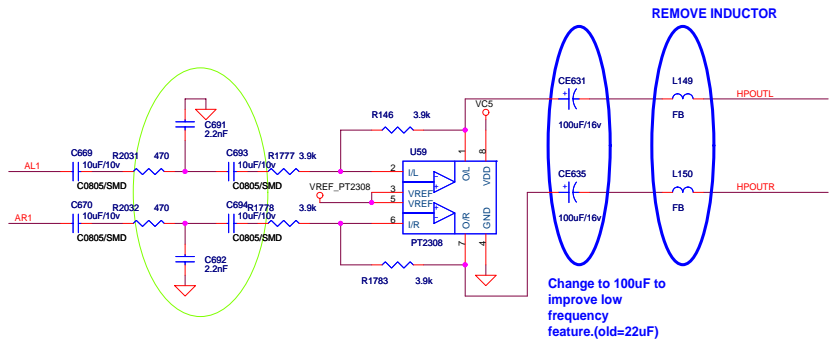 REMOVE INDUCTOR
CE631
L149
HPOUTL
100uF/16v
FB
VC5
C691
2.2nF
R146
3.9k
U59
C669
10uF/10v
C0805/SMD
R2031
470
C693
10uF/10v
C0805/SMD
R1777
3.9k
AL1
2
I/L
1
O/L
8
VDD
VREF_PT2308
3
VREF
5
VREF
6
I/R
O/R
7
GND
4
PT2308
CE635
100uF/16v
L150
FB
HPOUTR
AR1
C670
10uF/10v
C0805/SMD
R2032
470
C694
10uF/10v
C0805/SMD
R1778
3.9k
C692
2.2nF
R1783
3.9k
Change to 100uF to
improve low
frequency
feature.(old=22uF)